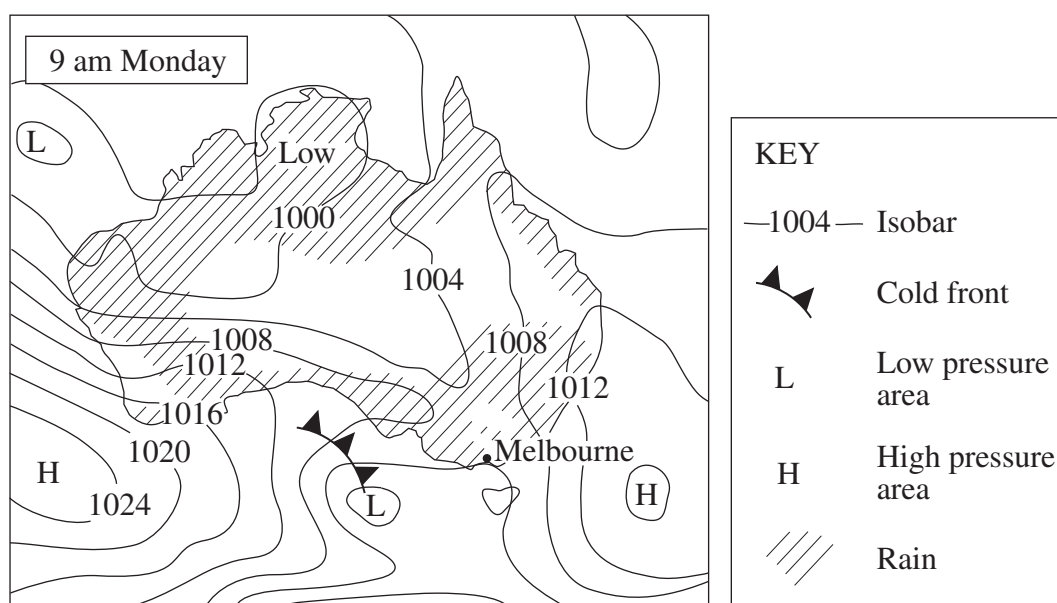 9 am Monday
L
Low
1000
1004
1008
1008
1012
1012
1016
1020
H
1024
Melbourne
L
H
KEY
1004 Isobar
Cold front
L Low pressure
area
H High pressure
area
Rain